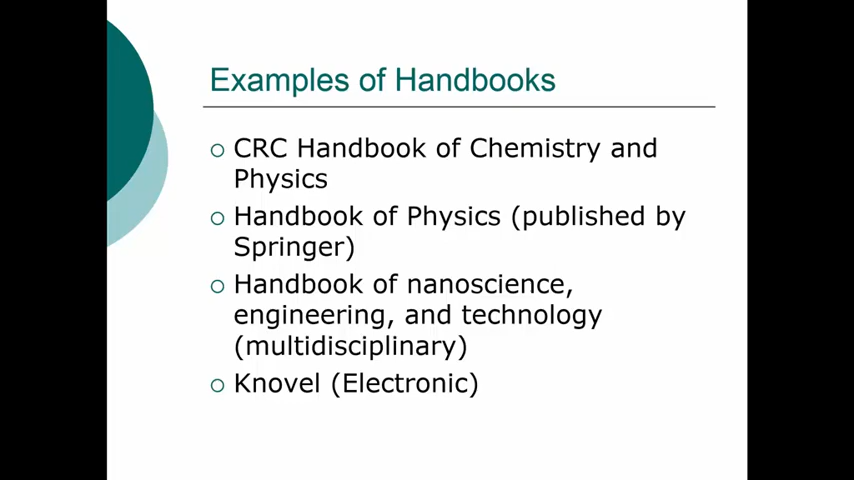 Examples of Handbooks
CRC Handbook of Chemistry and
Physics
Handbook of Physics (published by
Springer)
Handbook of nanoscience,
engineering, and technology
(multidisciplinary)
Knovel (Electronic)